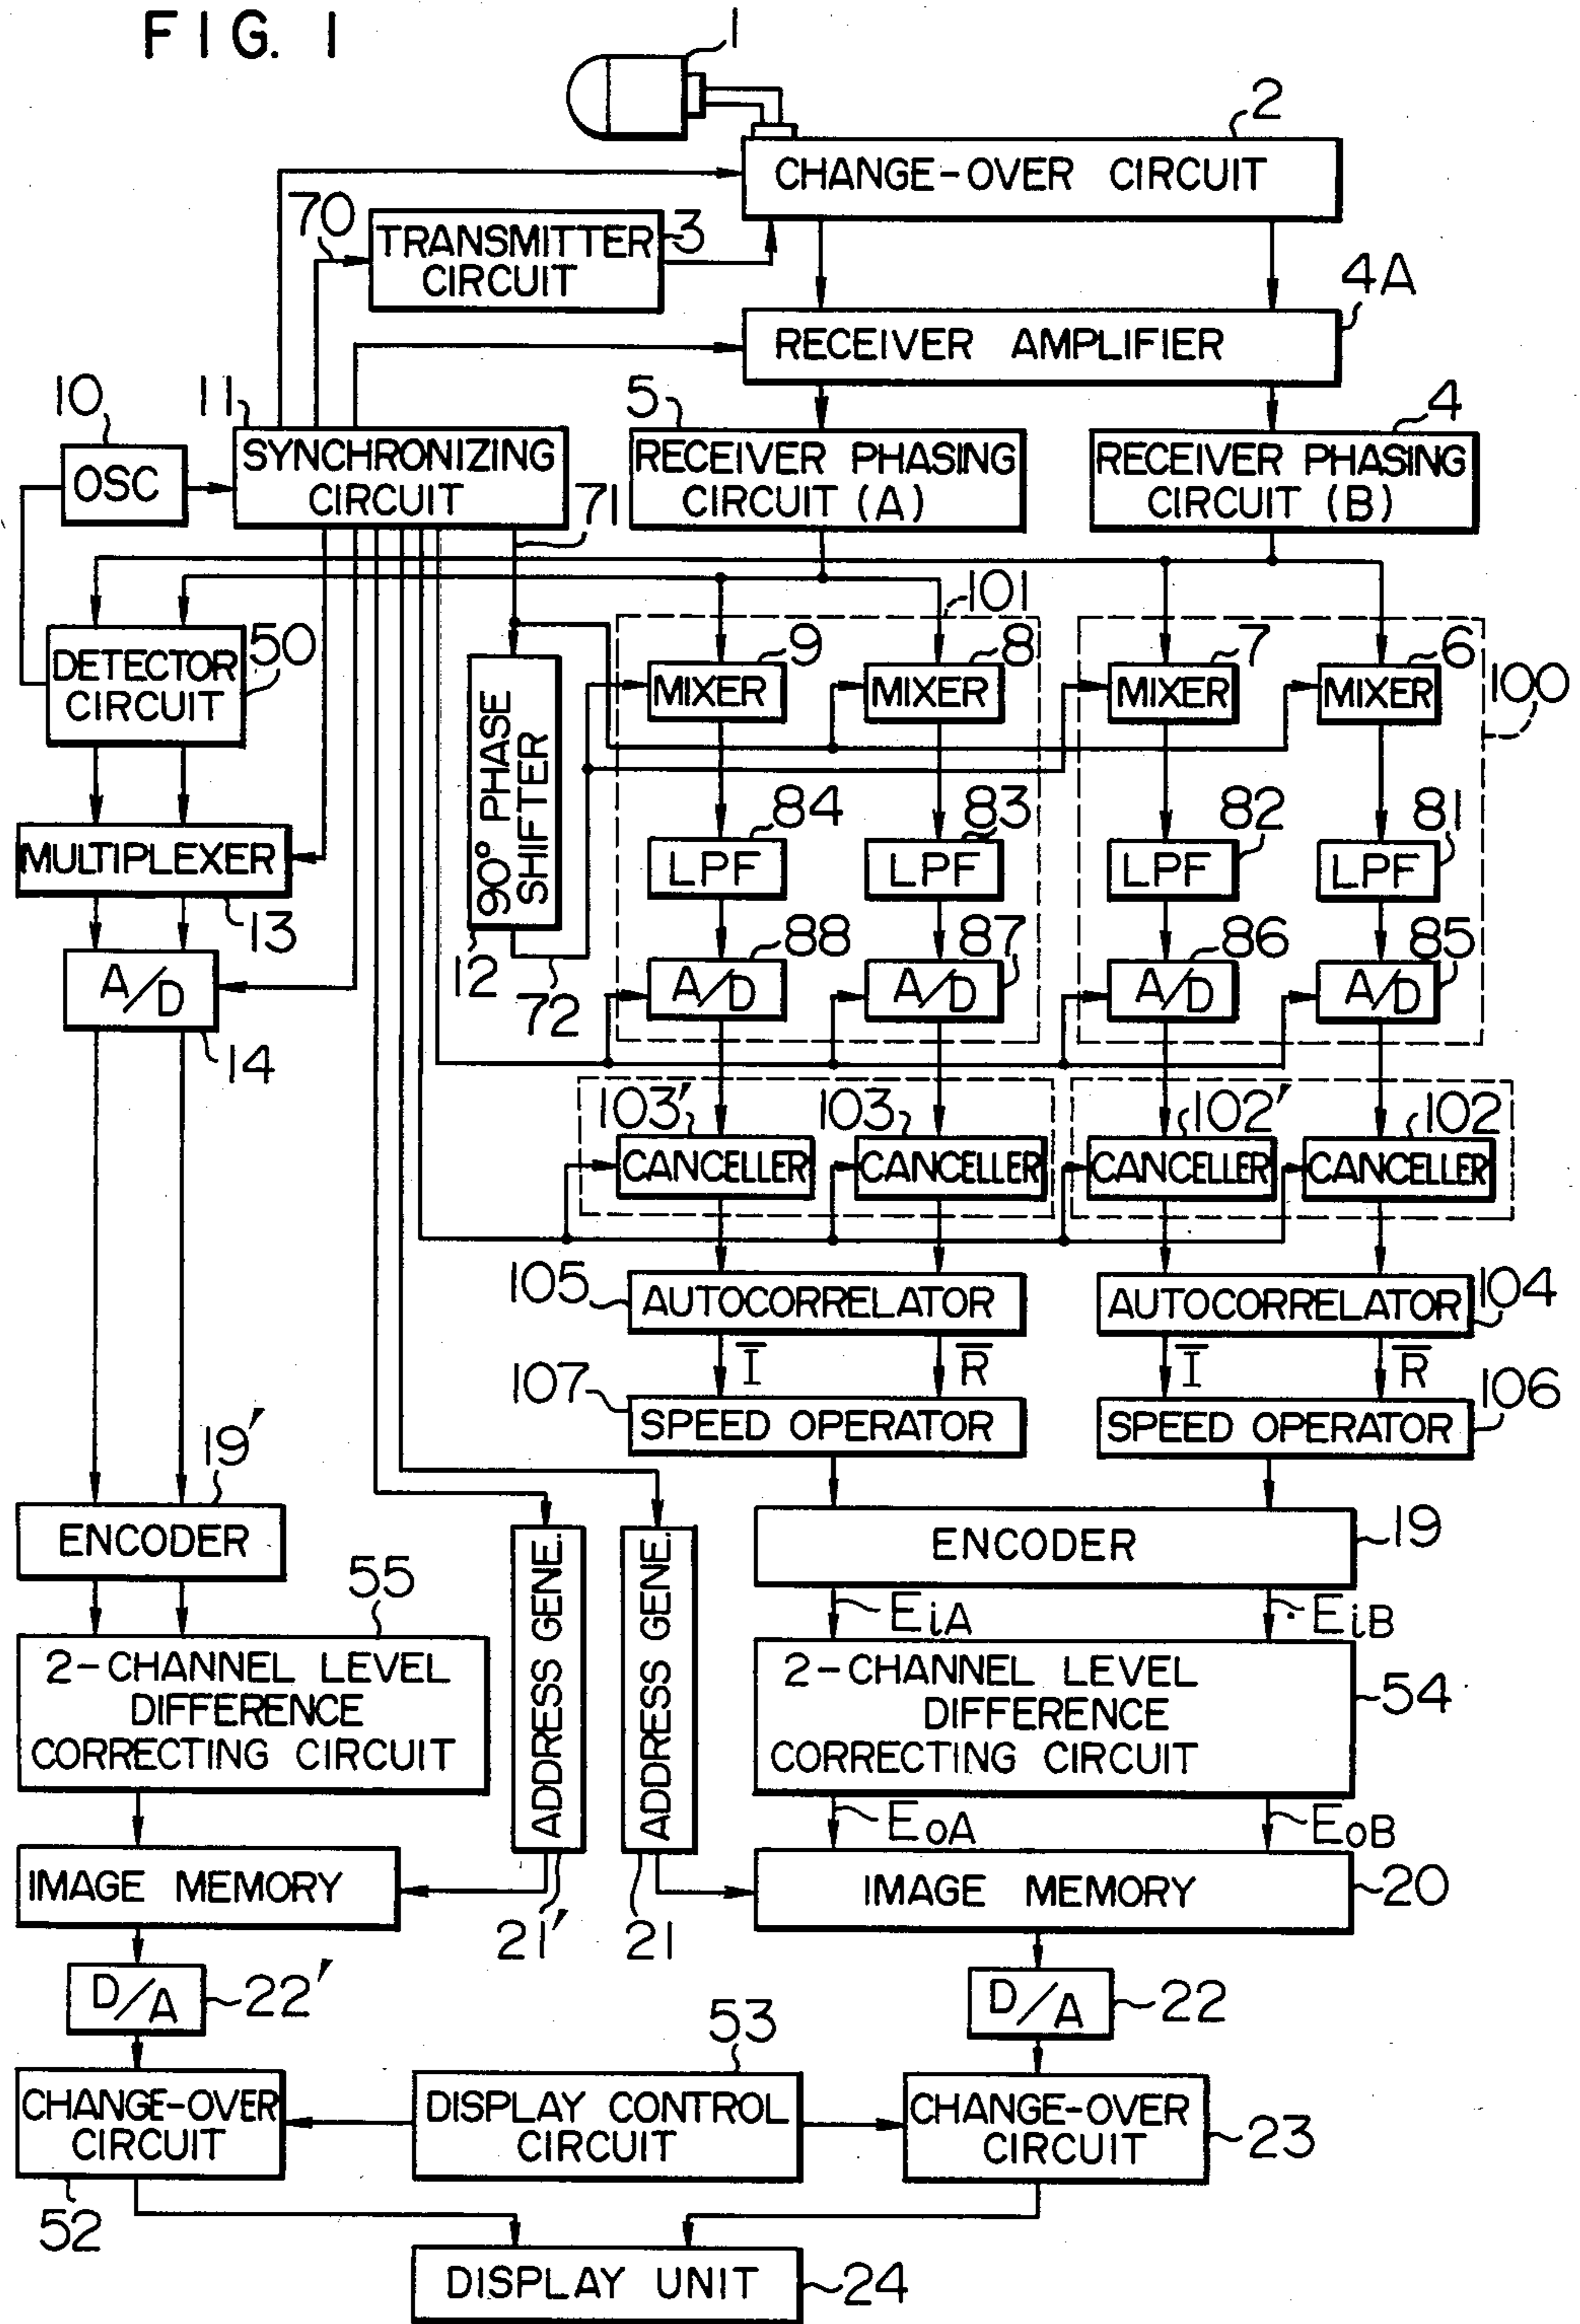 FIG. 1
1
2
CHANGE-OVER CIRCUIT
70
TRANSMITTER
CIRCUIT
3
4A
RECEIVER AMPLIFIER
10
11
5
4
OSC
SYNCHRONIZING
CIRCUIT
71
RECEIVER PHASING
CIRCUIT (A)
RECEIVER PHASING
CIRCUIT (B)
101
DETECTOR
CIRCUIT
50
9
8
7
6
100
MIXER
MIXER
MIXER
MIXER
90° PHASE
SHIFTER
84
83
82
81
MULTIPLEXER
LPF
LPF
LPF
LPF
13
12
72
88
87
86
85
A/D
A/D
A/D
A/D
A/D
14
103'
103
102'
102
CANCELLER
CANCELLER
CANCELLER
CANCELLER
105
AUTOCORRELATOR
AUTOCORRELATOR
104
I̅
R̅
I̅
R̅
107
SPEED OPERATOR
SPEED OPERATOR
106
19'
ENCODER
ENCODER
19
55
ADDRESS GENE.
ADDRESS GENE.
EiA
EiB
2-CHANNEL LEVEL
DIFFERENCE
CORRECTING CIRCUIT
2-CHANNEL LEVEL
DIFFERENCE
CORRECTING CIRCUIT
54
EoA
EoB
IMAGE MEMORY
21'
21
IMAGE MEMORY
20
D/A
22'
D/A
22
53
CHANGE-OVER
CIRCUIT
DISPLAY CONTROL
CIRCUIT
CHANGE-OVER
CIRCUIT
23
52
DISPLAY UNIT
24